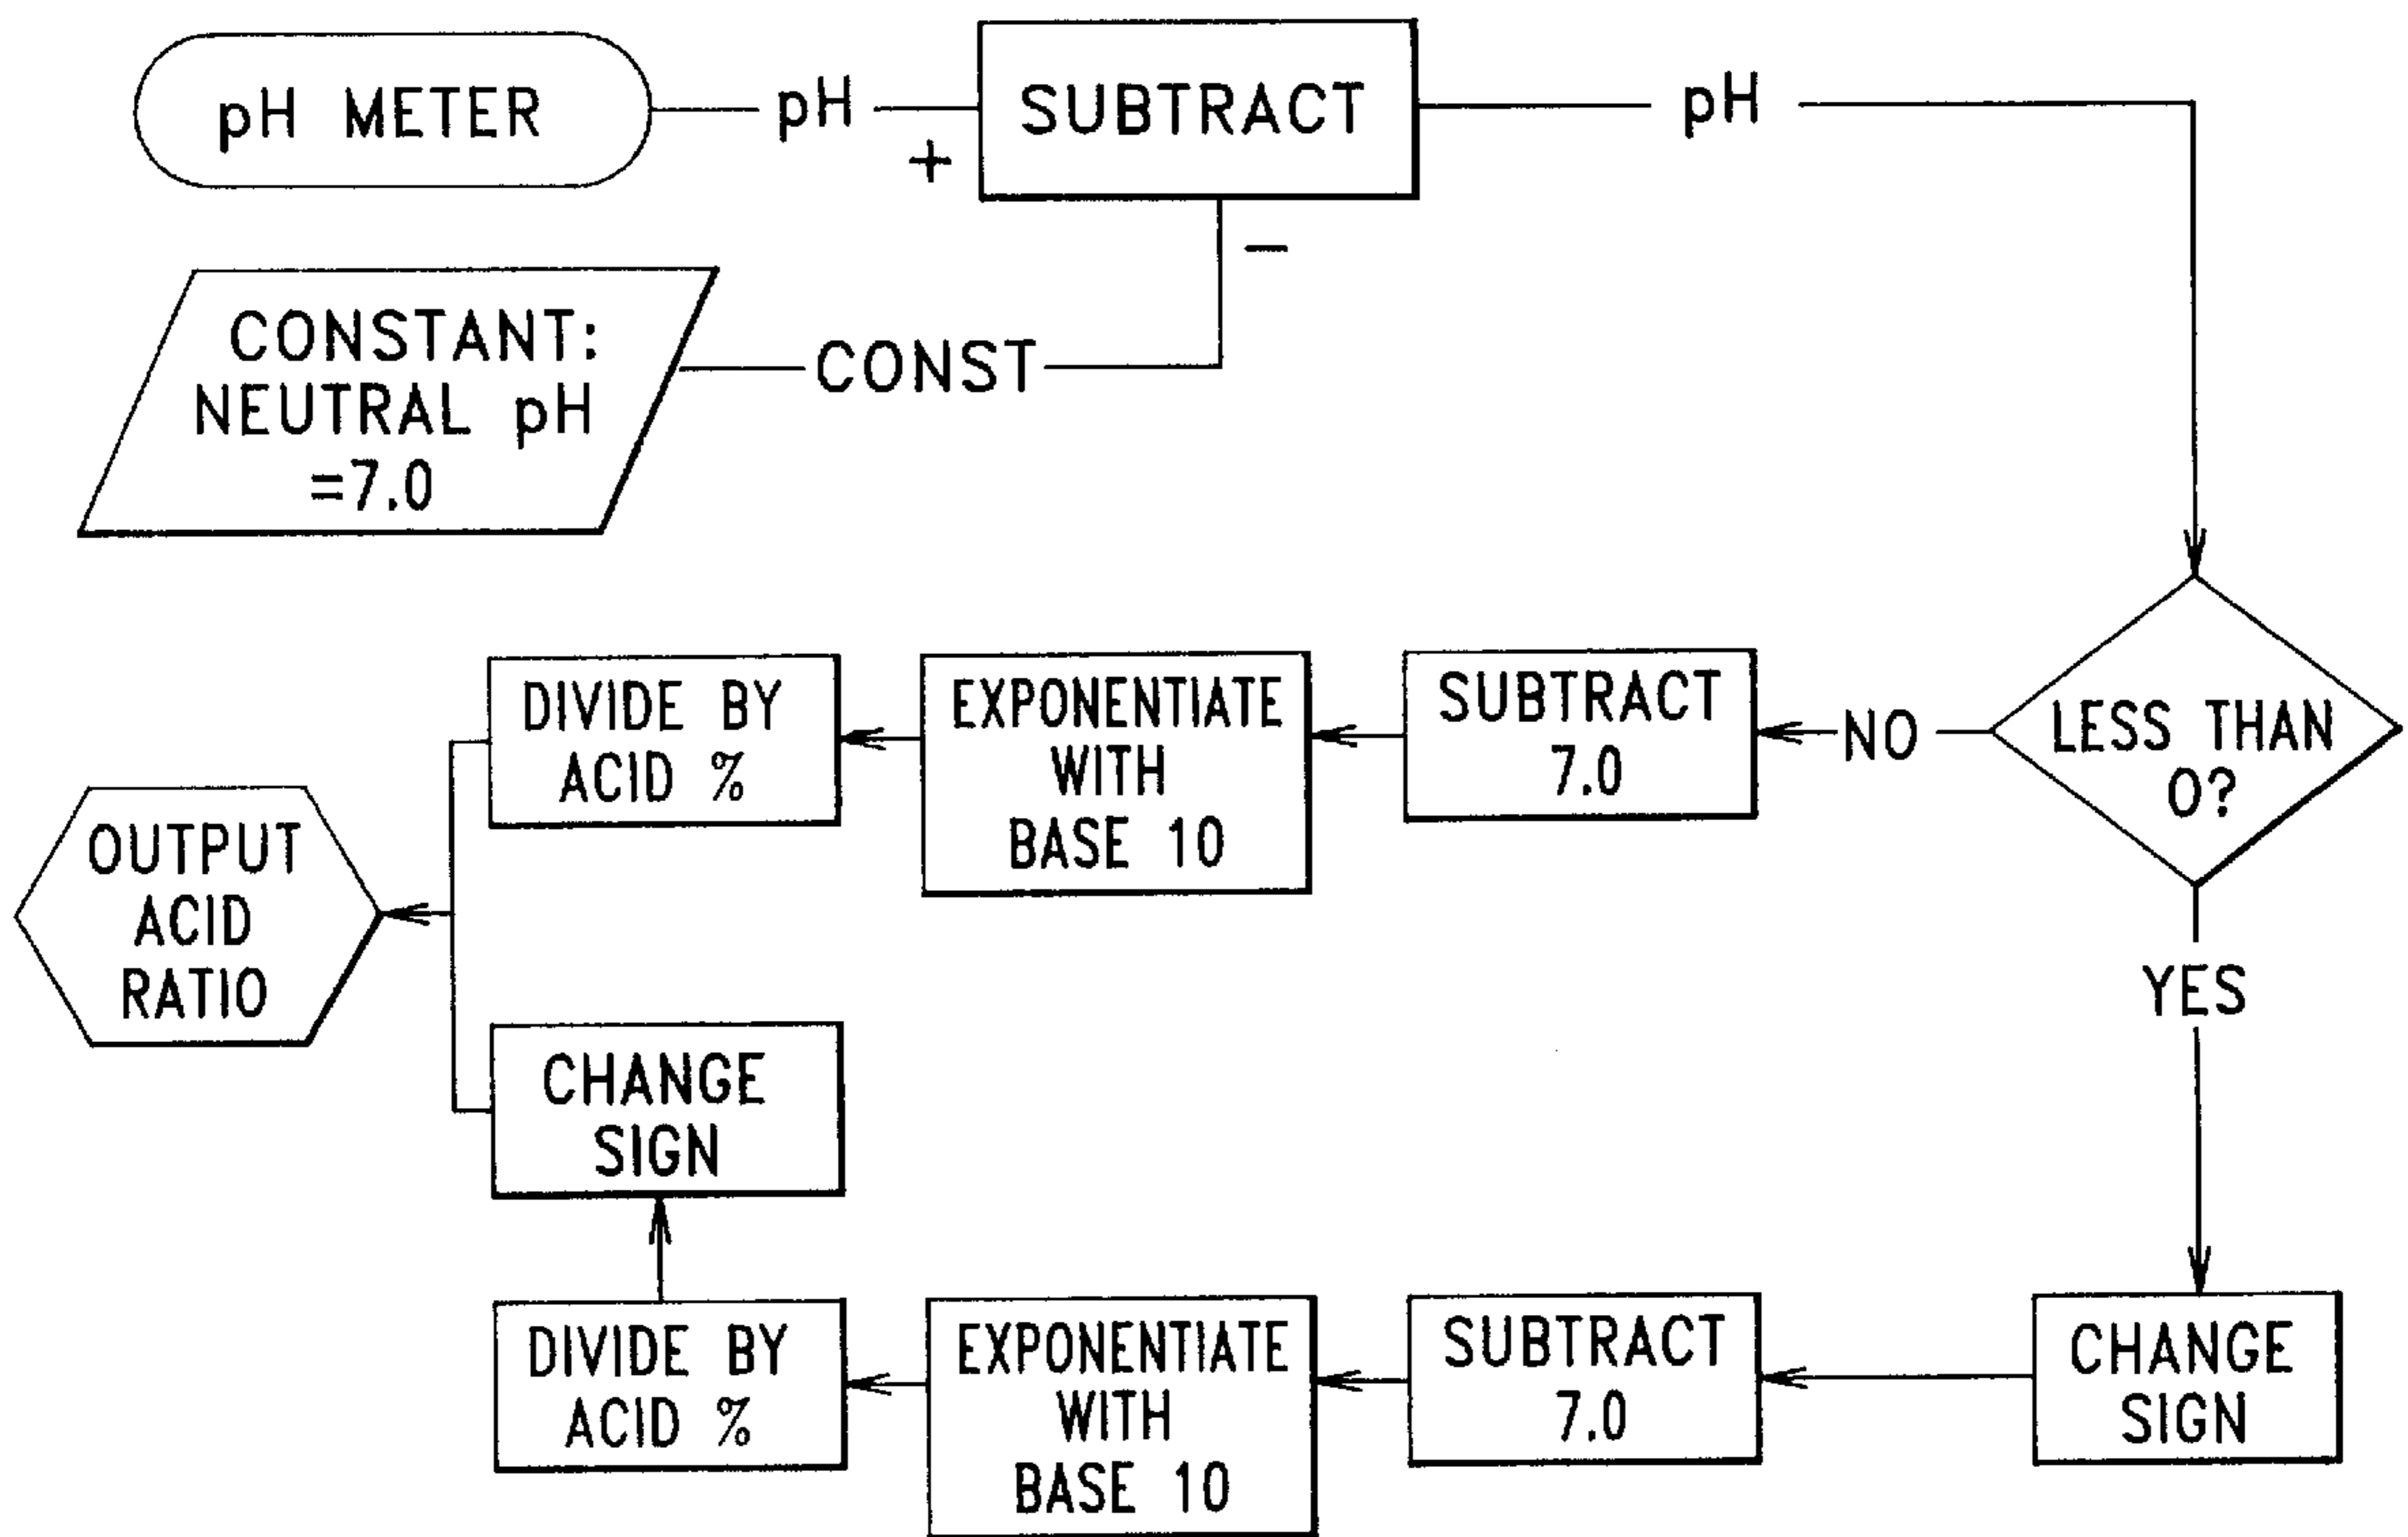 pH METER
pH
+
SUBTRACT
pH
−
CONSTANT:
NEUTRAL pH
=7.0
CONST
LESS THAN
0?
NO
SUBTRACT
7.0
EXPONENTIATE
WITH
BASE 10
DIVIDE BY
ACID %
OUTPUT
ACID
RATIO
YES
CHANGE
SIGN
SUBTRACT
7.0
EXPONENTIATE
WITH
BASE 10
DIVIDE BY
ACID %
CHANGE
SIGN